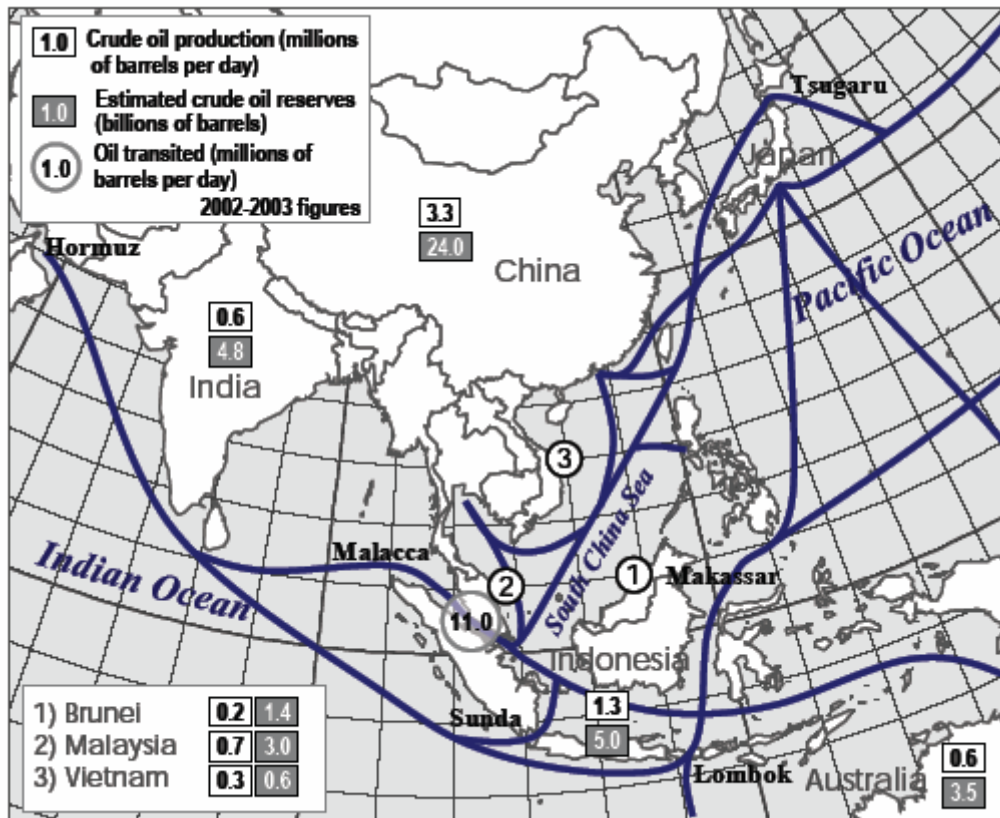 1.0 Crude oil production (millions
of barrels per day)
1.0 Estimated crude oil reserves
(billions of barrels)
1.0 Oil transited (millions of
barrels per day)
2002-2003 figures
Tsugaru
Japan
Hormuz
3.3
24.0
China
Pacific Ocean
0.6
4.8
India
3
South China Sea
Malacca
Indian Ocean
2
1
Makassar
11.0
Indonesia
1.3
5.0
Sunda
Lombok
Australia
0.6
3.5
1) Brunei 0.2 1.4
2) Malaysia 0.7 3.0
3) Vietnam 0.3 0.6